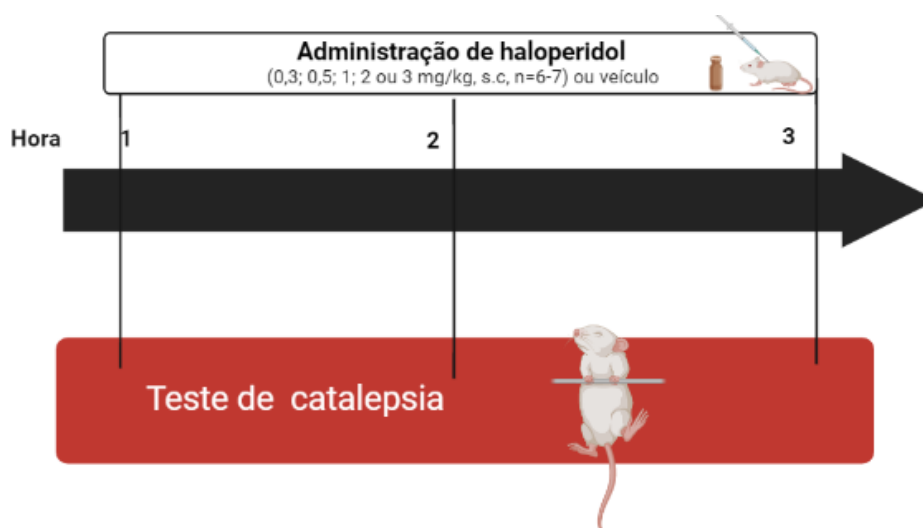 Administração de haloperidol
(0,3; 0,5; 1; 2 ou 3 mg/kg, s.c, n=6-7) ou veículo
Hora 1 2 3
Teste de catalepsia